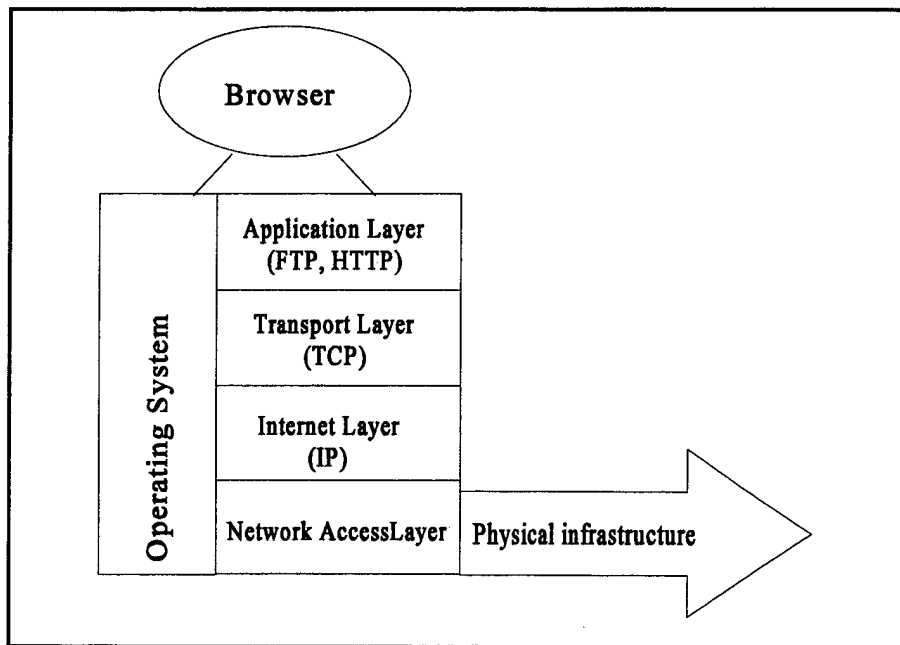 Browser
Operating System
Application Layer
(FTP, HTTP)
Transport Layer
(TCP)
Internet Layer
(IP)
Network AccessLayer
Physical infrastructure